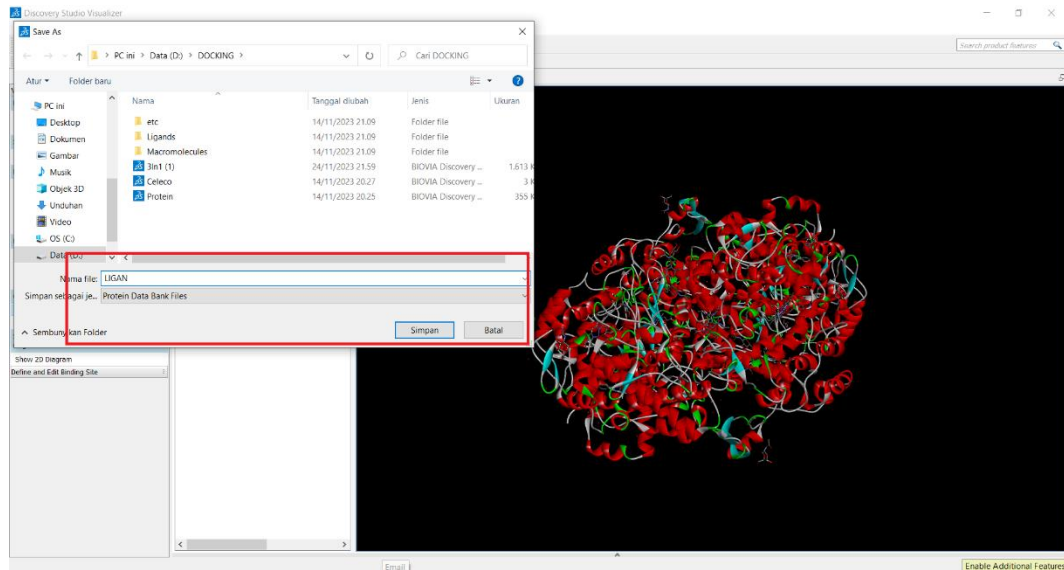 Discovery Studio Visualizer
Save As
PC ini > Data (D:) > DOCKING >
Cari DOCKING
Search product features
Atur
Folder baru
Nama
Tanggal diubah
Jenis
Ukuran
PC ini
Desktop
Dokumen
Gambar
Musik
Objek 3D
Unduhan
Video
OS (C:)
Data (D:)
etc 14/11/2023 21.09 Folder file
Ligands 14/11/2023 21.09 Folder file
Macromolecules 14/11/2023 21.09 Folder file
3ln1 (1) 24/11/2023 21.59 BIOVIA Discovery ... 1.613 K
Celeco 14/11/2023 20.27 BIOVIA Discovery ... 3 K
Protein 14/11/2023 20.25 BIOVIA Discovery ... 355 K
Nama file: LIGAN
Simpan sebagai je... Protein Data Bank Files
Sembunyikan Folder
Simpan
Batal
Show 2D Diagram
Define and Edit Binding Site
Email
Enable Additional Feature